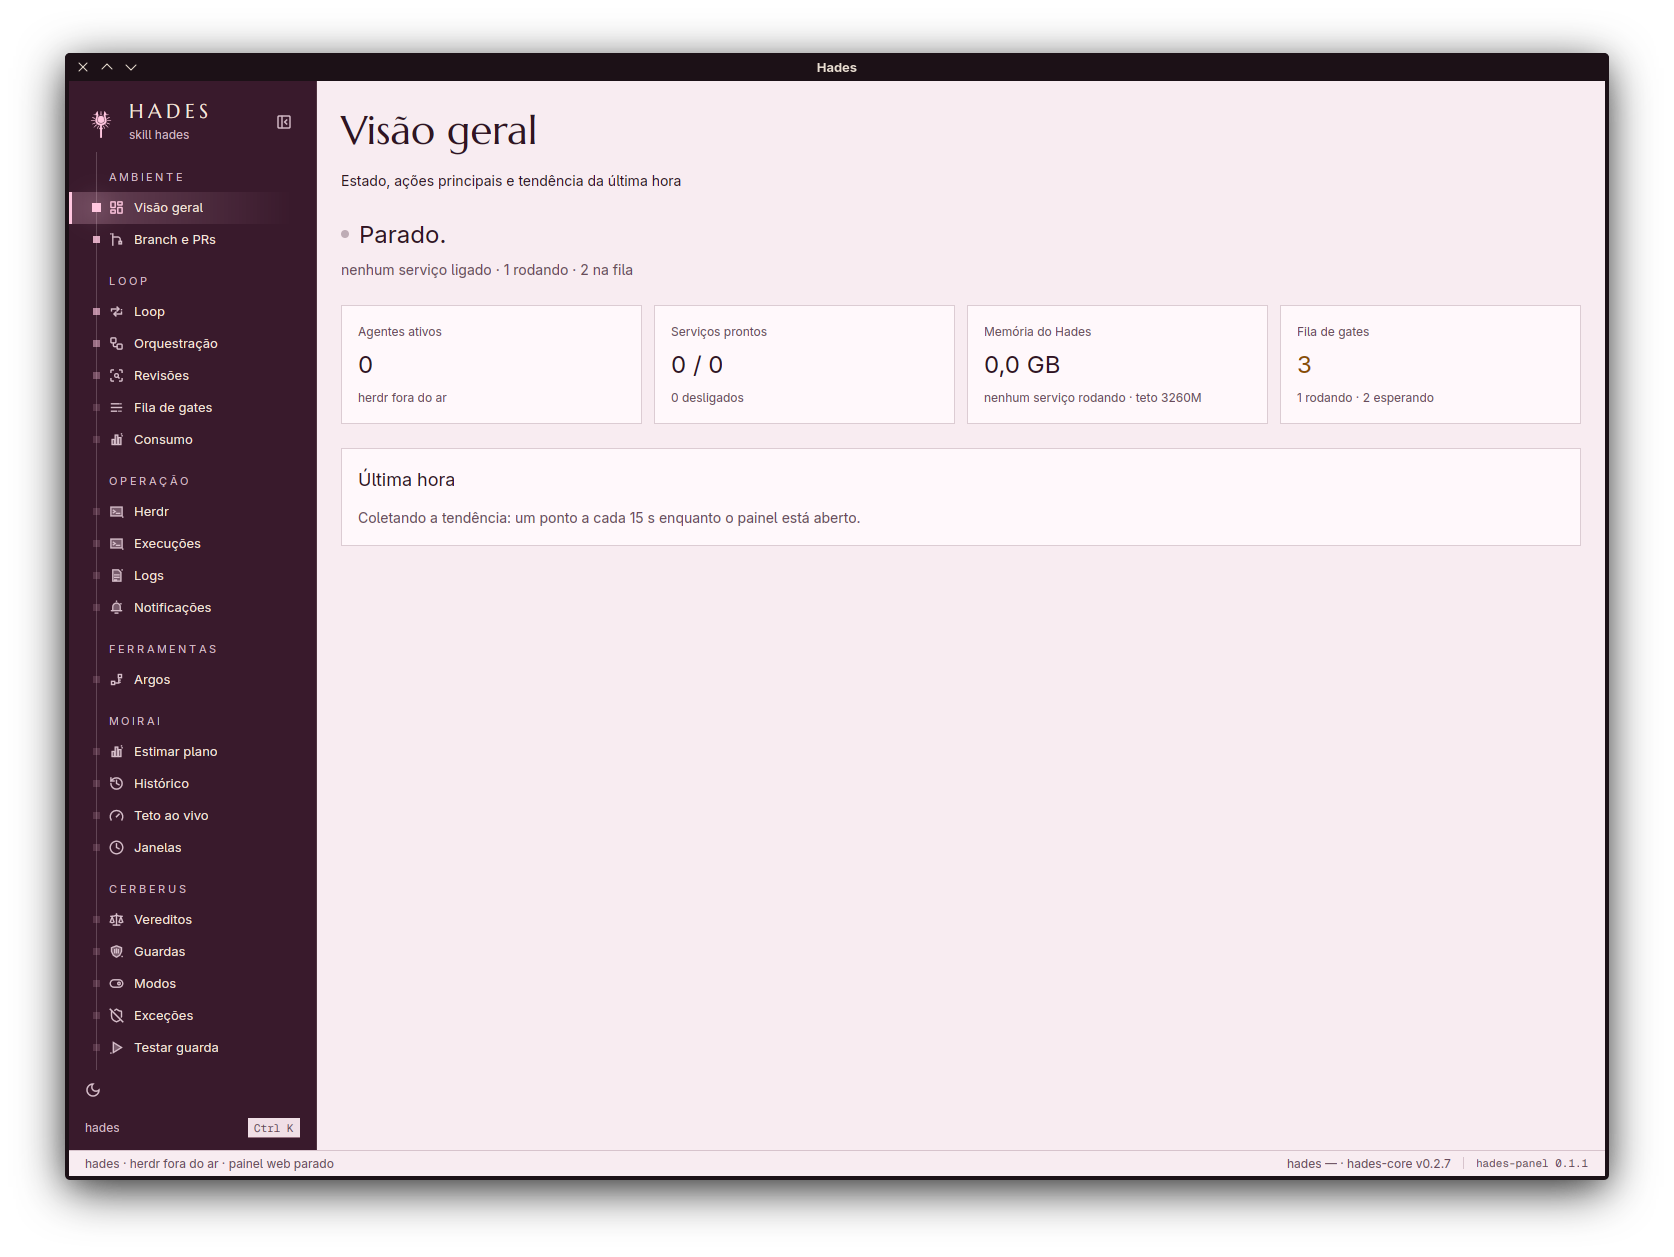 Hades
HADES
skill hades
AMBIENTE
Visão geral
Branch e PRs
LOOP
Loop
Orquestração
Revisões
Fila de gates
Consumo
OPERAÇÃO
Herdr
Execuções
Logs
Notificações
FERRAMENTAS
Argos
MOIRAI
Estimar plano
Histórico
Teto ao vivo
Janelas
CERBERUS
Vereditos
Guardas
Modos
Exceções
Testar guarda
hades
Ctrl K
Visão geral
Estado, ações principais e tendência da última hora
Parado.
nenhum serviço ligado · 1 rodando · 2 na fila
Agentes ativos
0
herdr fora do ar
Serviços prontos
0 / 0
0 desligados
Memória do Hades
0,0 GB
nenhum serviço rodando · teto 3260M
Fila de gates
3
1 rodando · 2 esperando
Última hora
Coletando a tendência: um ponto a cada 15 s enquanto o painel está aberto.
hades · herdr fora do ar · painel web parado
hades — · hades-core v0.2.7
hades-panel 0.1.1